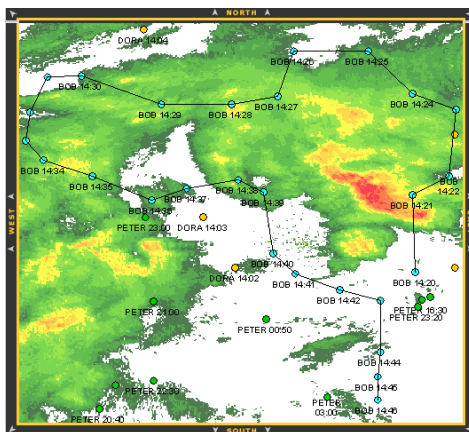 NORTH
DORA 14:04
BOB 14:26
BOB 14:25
BOB 14:30
BOB 14:24
BOB 14:29
BOB 14:28
BOB 14:27
BOB 14:34
BOB 14:35
BOB 14:38
BOB 14:37
BOB 14:39
BOB 14:22
BOB 14:21
BOB 14:36
PETER 23:00
DORA 14:03
WEST
BOB 14:40
DORA 14:02
BOB 14:41
BOB 14:20
BOB 14:42
PETER 21:00
PETER 16:30
PETER 23:20
PETER 00:50
BOB 14:44
BOB 14:45
PETER 22:30
PETER 03:00
BOB 14:46
PETER 20:40
SOUTH